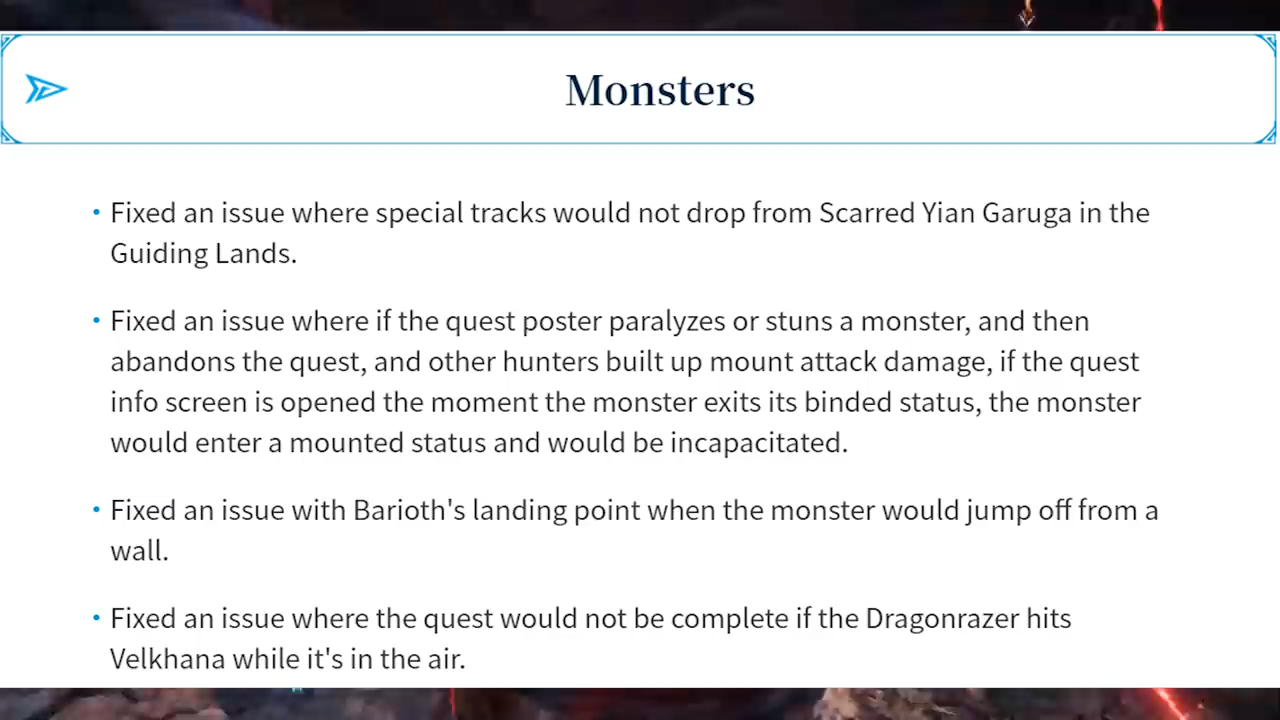 Monsters
• Fixed an issue where special tracks would not drop from Scarred Yian Garuga in the
Guiding Lands.
• Fixed an issue where if the quest poster paralyzes or stuns a monster, and then
abandons the quest, and other hunters built up mount attack damage, if the quest
info screen is opened the moment the monster exits its binded status, the monster
would enter a mounted status and would be incapacitated.
• Fixed an issue with Barioth's landing point when the monster would jump off from a
wall.
• Fixed an issue where the quest would not be complete if the Dragonrazer hits
Velkhana while it's in the air.